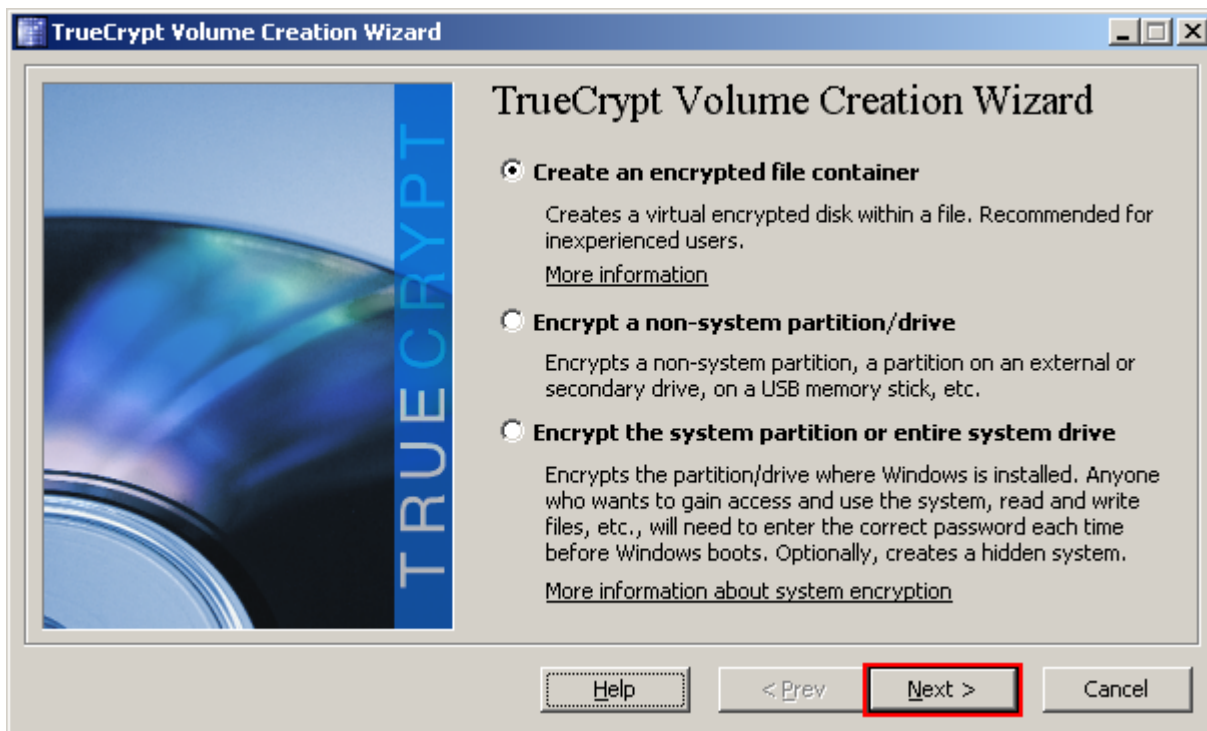 TrueCrypt Volume Creation Wizard
TRUECRYPT
TrueCrypt Volume Creation Wizard
Create an encrypted file container
Creates a virtual encrypted disk within a file. Recommended for
inexperienced users.
More information
Encrypt a non-system partition/drive
Encrypts a non-system partition, a partition on an external or
secondary drive, on a USB memory stick, etc.
Encrypt the system partition or entire system drive
Encrypts the partition/drive where Windows is installed. Anyone
who wants to gain access and use the system, read and write
files, etc., will need to enter the correct password each time
before Windows boots. Optionally, creates a hidden system.
More information about system encryption
Help < Prev Next > Cancel